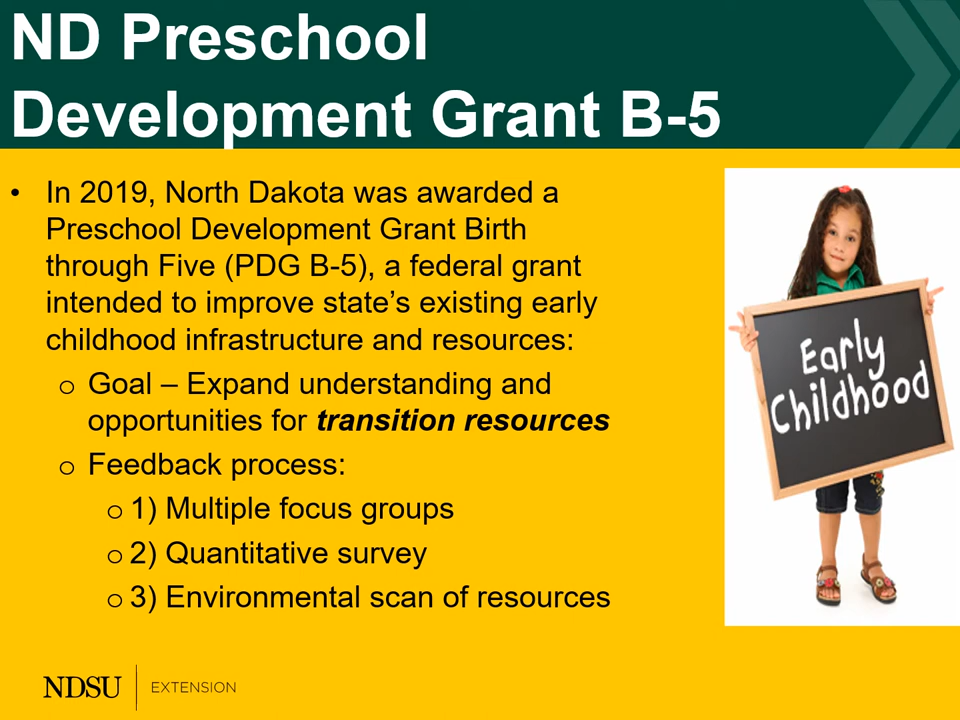 ND Preschool
Development Grant B-5
• In 2019, North Dakota was awarded a
Preschool Development Grant Birth
through Five (PDG B-5), a federal grant
intended to improve state’s existing early
childhood infrastructure and resources:
o Goal – Expand understanding and
opportunities for transition resources
o Feedback process:
o 1) Multiple focus groups
o 2) Quantitative survey
o 3) Environmental scan of resources
Early
Childhood
NDSU EXTENSION